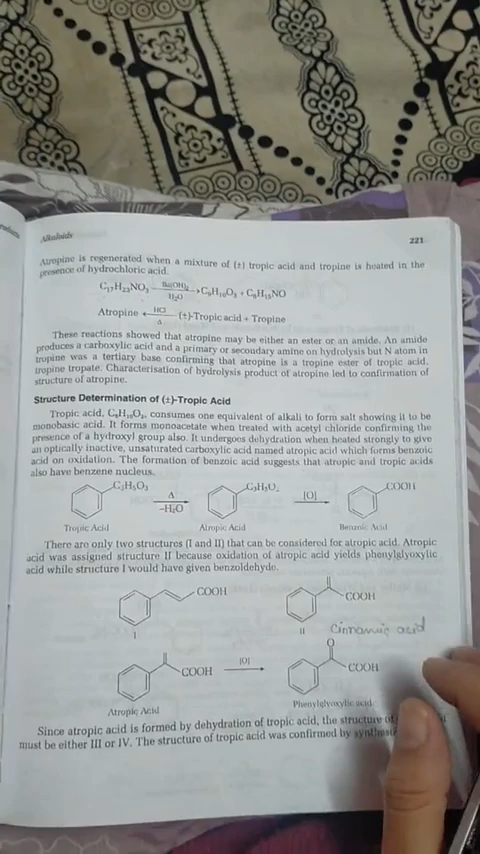 Alkaloids
221
Atropine is regenerated when a mixture of (±) tropic acid and tropine is heated in the
presence of hydrochloric acid.
C₁₇H₂₃NO₃ Ba(OH)₂ H₂O → C₉H₁₀O₃ + C₈H₁₅NO
Atropine ← HCl Δ (±)-Tropic acid + Tropine
These reactions showed that atropine may be either an ester or an amide. An amide
produces a carboxylic acid and a primary or secondary amine on hydrolysis but N atom in
tropine was a tertiary base confirming that atropine is a tropine ester of tropic acid,
tropine tropate. Characterisation of hydrolysis product of atropine led to confirmation of
structure of atropine.
Structure Determination of (±)-Tropic Acid
Tropic acid, C₉H₁₀O₃, consumes one equivalent of alkali to form salt showing it to be
monobasic acid. It forms monoacetate when treated with acetyl chloride confirming the
presence of a hydroxyl group also. It undergoes dehydration when heated strongly to give
an optically inactive, unsaturated carboxylic acid named atropic acid which forms benzoic
acid on oxidation. The formation of benzoic acid suggests that atropic and tropic acids
also have benzene nucleus.
C₃H₅O₃ Δ –H₂O → C₃H₃O₂ [O] → COOH
Tropic Acid Atropic Acid Benzoic Acid
There are only two structures (I and II) that can be considered for atropic acid. Atropic
acid was assigned structure II because oxidation of atropic acid yields phenylglyoxylic
acid while structure I would have given benzoldehyde.
COOH COOH
I II Cinnamic acid
COOH [O] → O COOH
Atropic Acid Phenylglyoxylic acid
Since atropic acid is formed by dehydration of tropic acid, the structure of
must be either III or IV. The structure of tropic acid was confirmed by